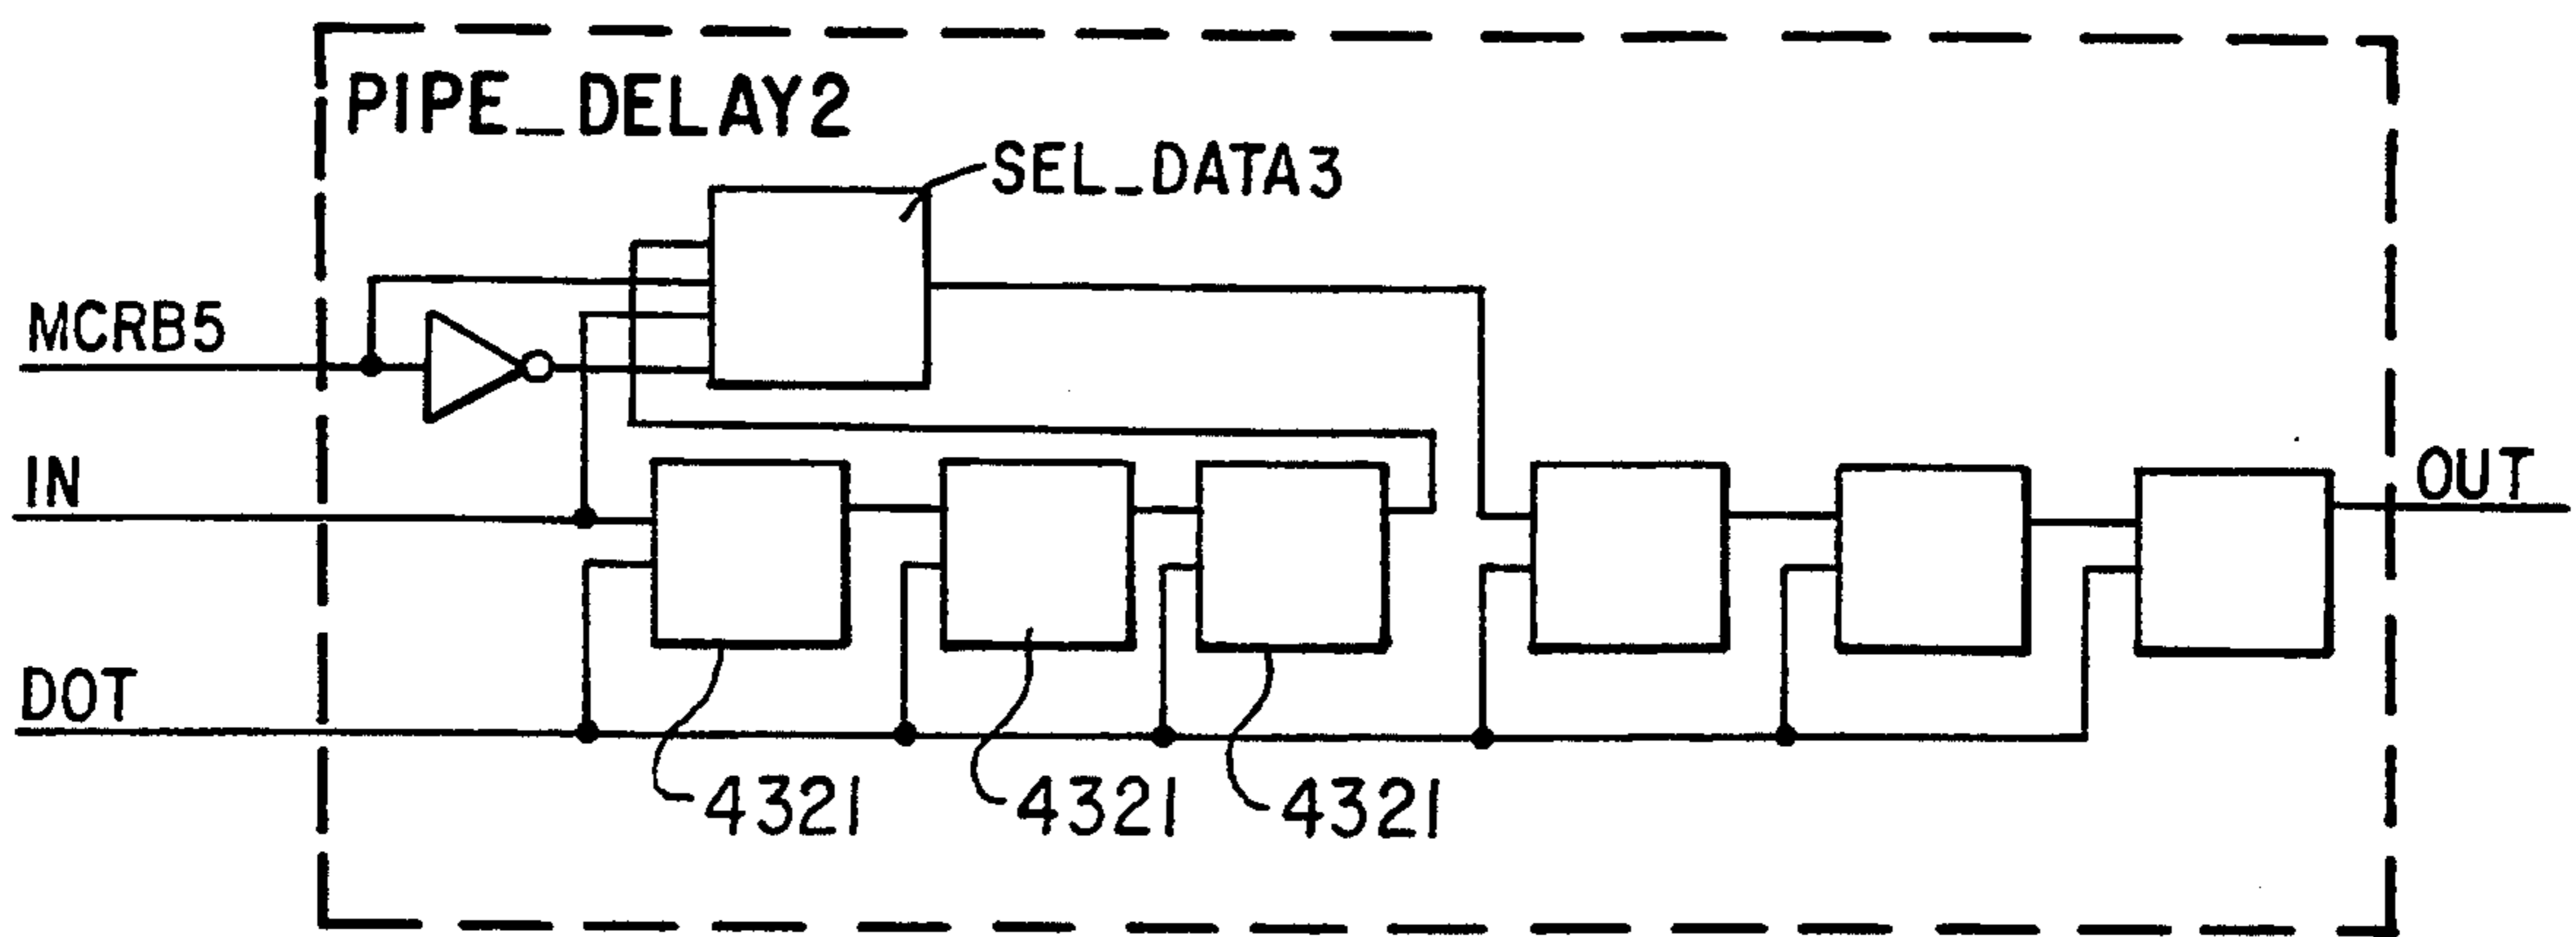 PIPE_DELAY2
SEL_DATA3
MCRB5
IN
OUT
DOT
4321
4321
4321